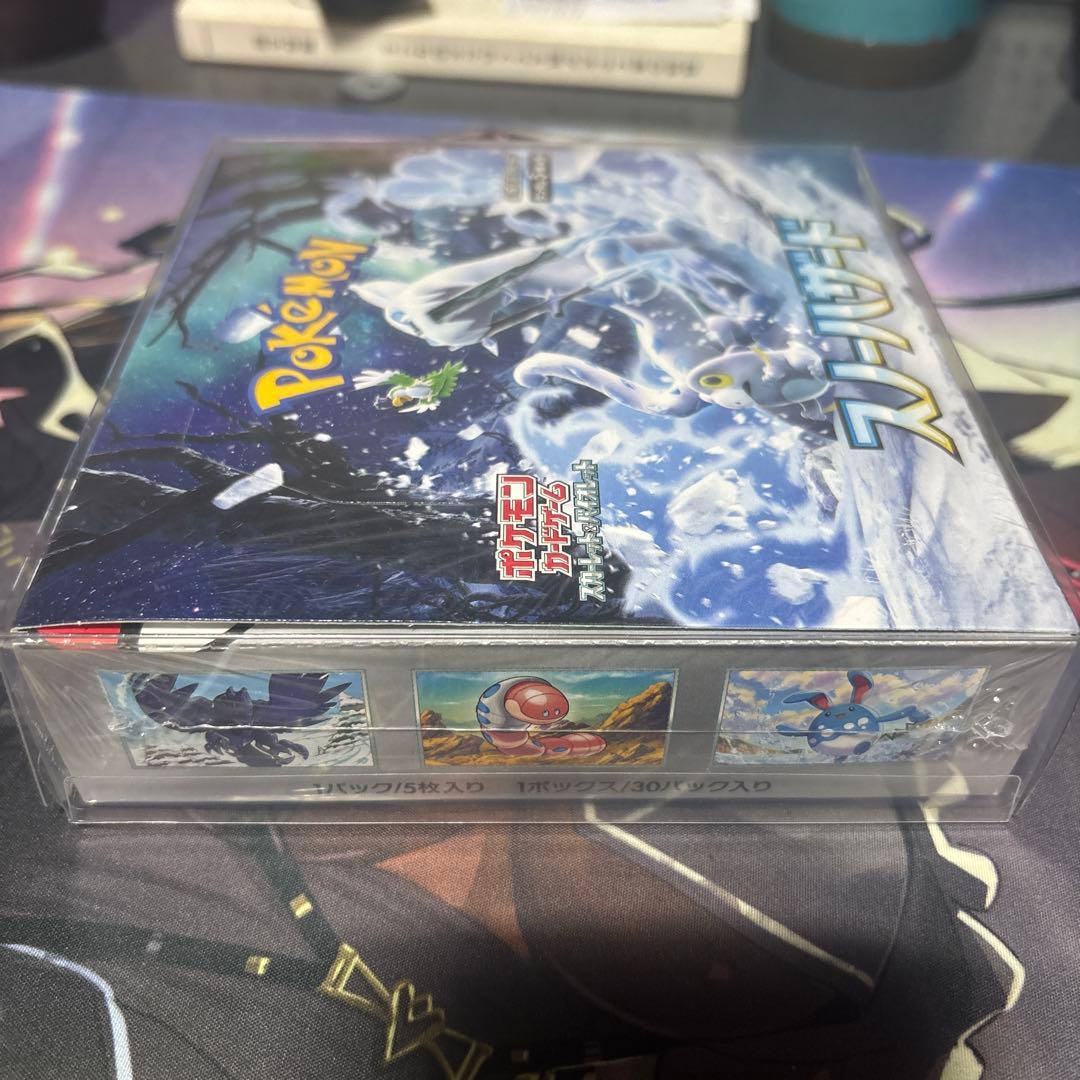 スノーハザード
POKÉMON
ポケモン
カードゲーム
スカーレット&バイオレット
1パック/5枚入り 1ボックス/30パック入り